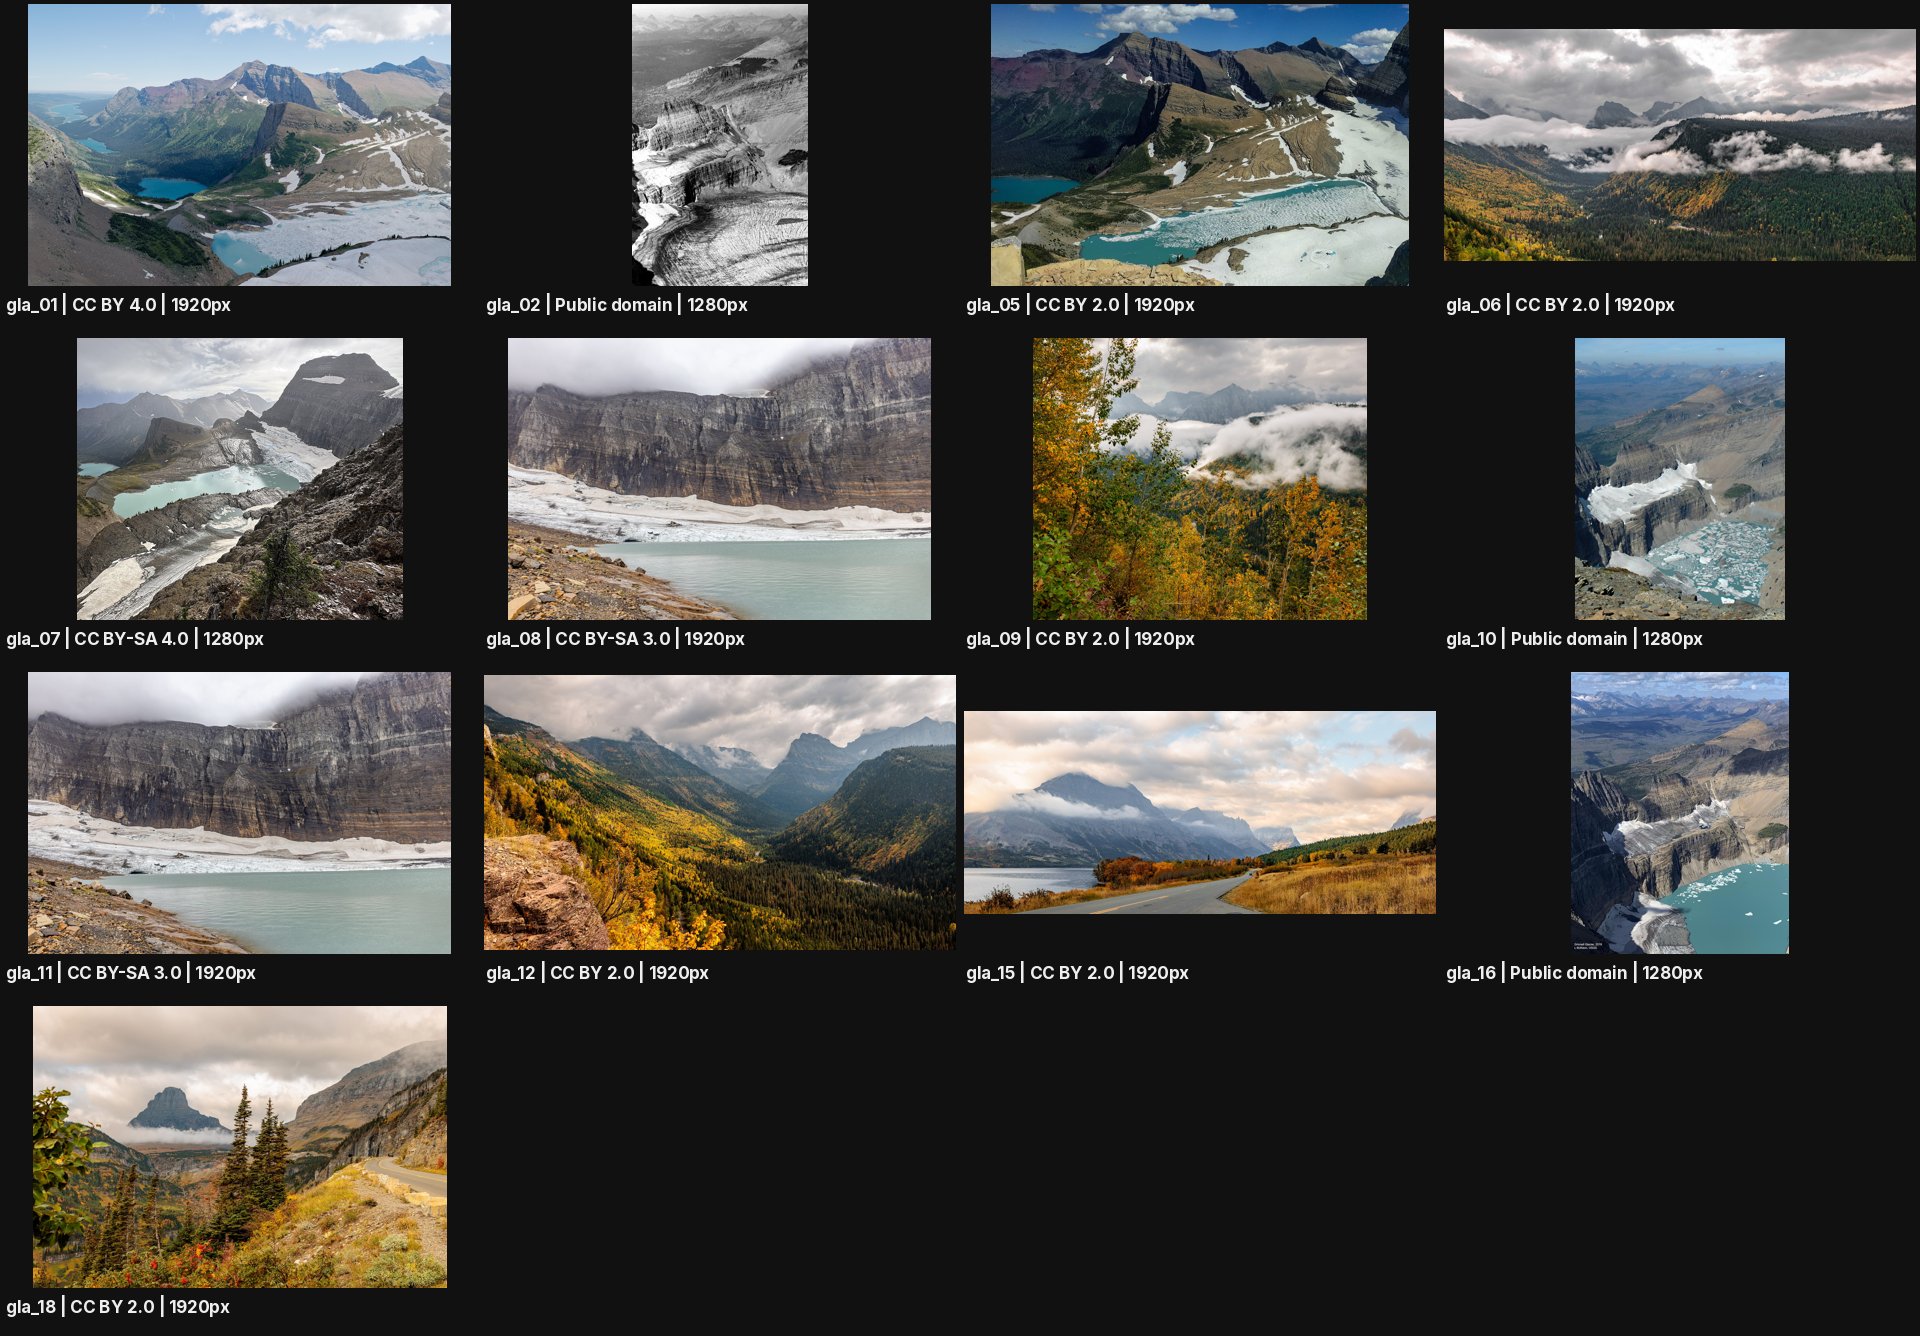 gla_01 | CC BY 4.0 | 1920px
gla_02 | Public domain | 1280px
gla_05 | CC BY 2.0 | 1920px
gla_06 | CC BY 2.0 | 1920px
gla_07 | CC BY-SA 4.0 | 1280px
gla_08 | CC BY-SA 3.0 | 1920px
gla_09 | CC BY 2.0 | 1920px
gla_10 | Public domain | 1280px
gla_11 | CC BY-SA 3.0 | 1920px
gla_12 | CC BY 2.0 | 1920px
gla_15 | CC BY 2.0 | 1920px
gla_16 | Public domain | 1280px
gla_18 | CC BY 2.0 | 1920px